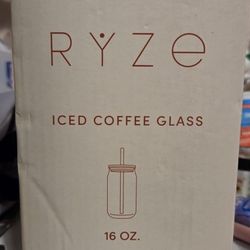 RYZE
ICED COFFEE GLASS
16 OZ.